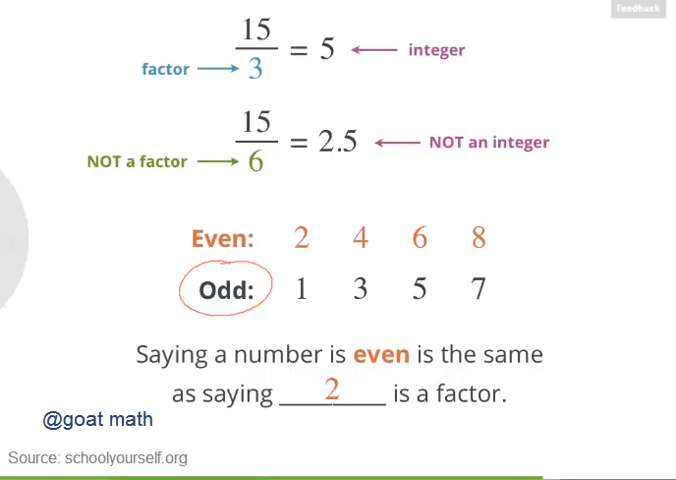 Feedback
15
3 = 5 integer
factor
15
6 = 2.5 NOT an integer
NOT a factor
Even: 2 4 6 8
Odd: 1 3 5 7
Saying a number is even is the same
as saying ___2___ is a factor.
@goat math
Source: schoolyourself.org